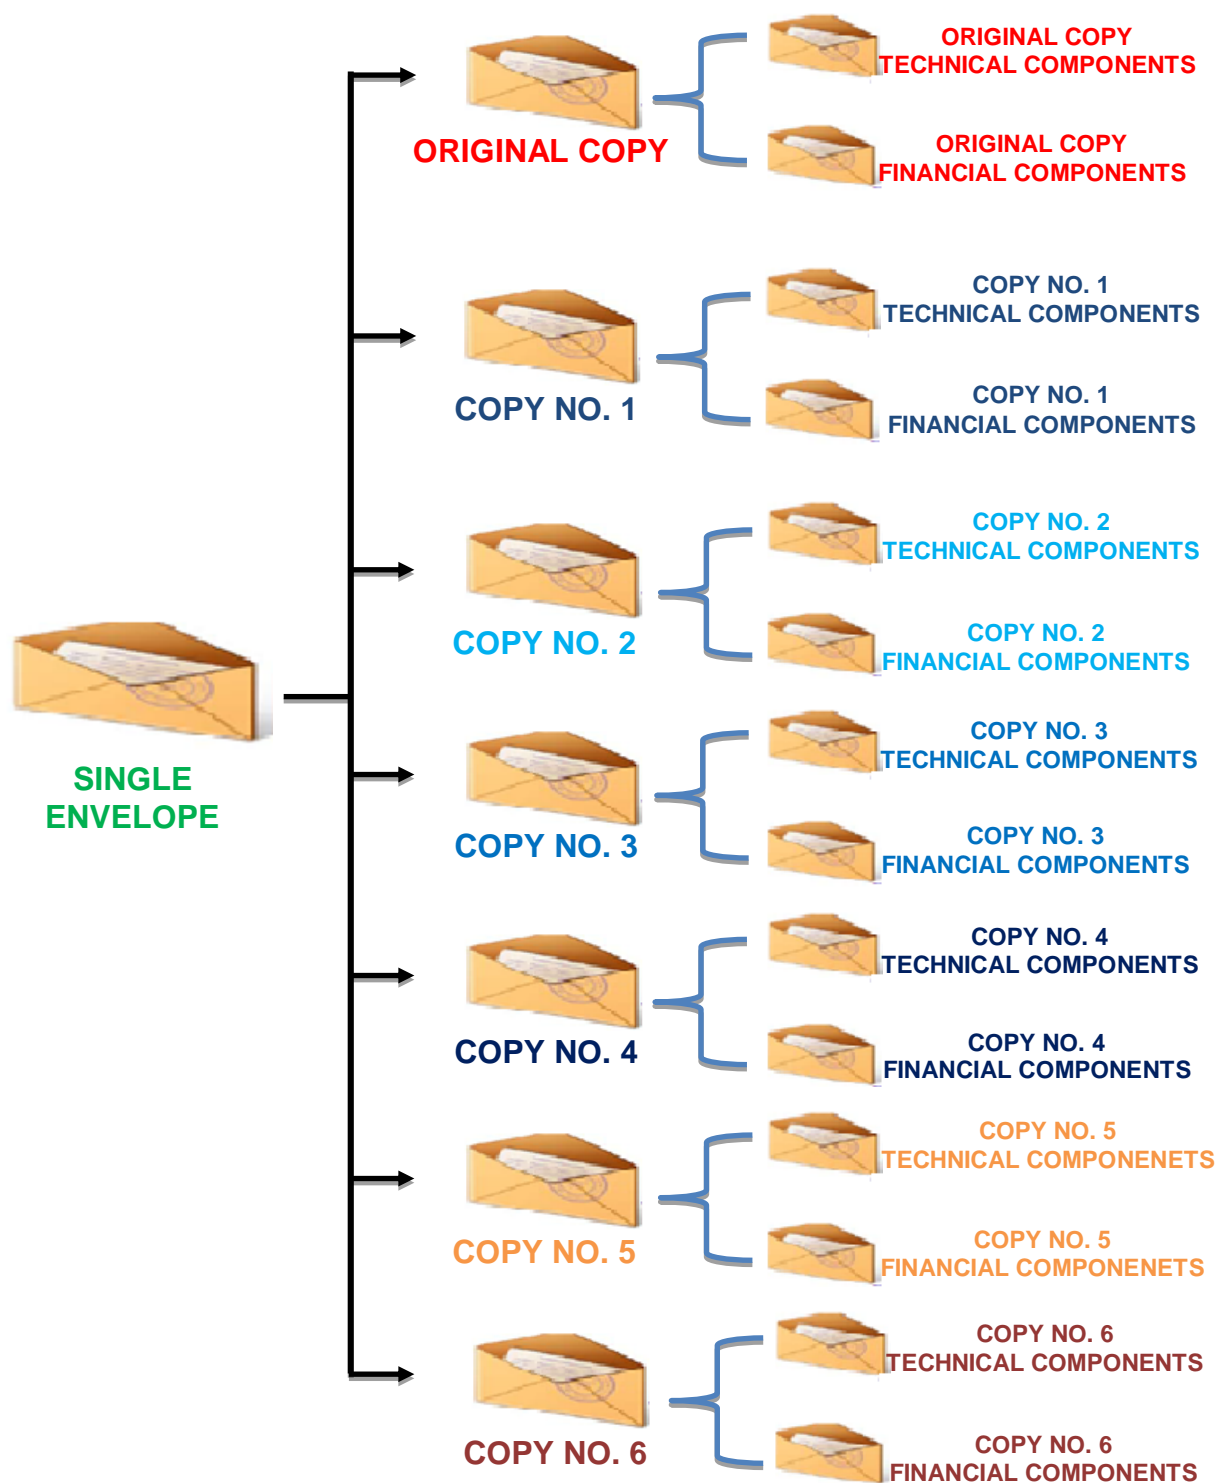 ORIGINAL COPY
TECHNICAL COMPONENTS
ORIGINAL COPY
ORIGINAL COPY
FINANCIAL COMPONENTS
COPY NO. 1
TECHNICAL COMPONENTS
COPY NO. 1
COPY NO. 1
FINANCIAL COMPONENTS
COPY NO. 2
TECHNICAL COMPONENTS
COPY NO. 2
COPY NO. 2
FINANCIAL COMPONENTS
SINGLE
ENVELOPE
COPY NO. 3
TECHNICAL COMPONENTS
COPY NO. 3
COPY NO. 3
FINANCIAL COMPONENTS
COPY NO. 4
TECHNICAL COMPONENTS
COPY NO. 4
COPY NO. 4
FINANCIAL COMPONENTS
COPY NO. 5
TECHNICAL COMPONENETS
COPY NO. 5
COPY NO. 5
FINANCIAL COMPONENETS
COPY NO. 6
TECHNICAL COMPONENTS
COPY NO. 6
COPY NO. 6
FINANCIAL COMPONENTS